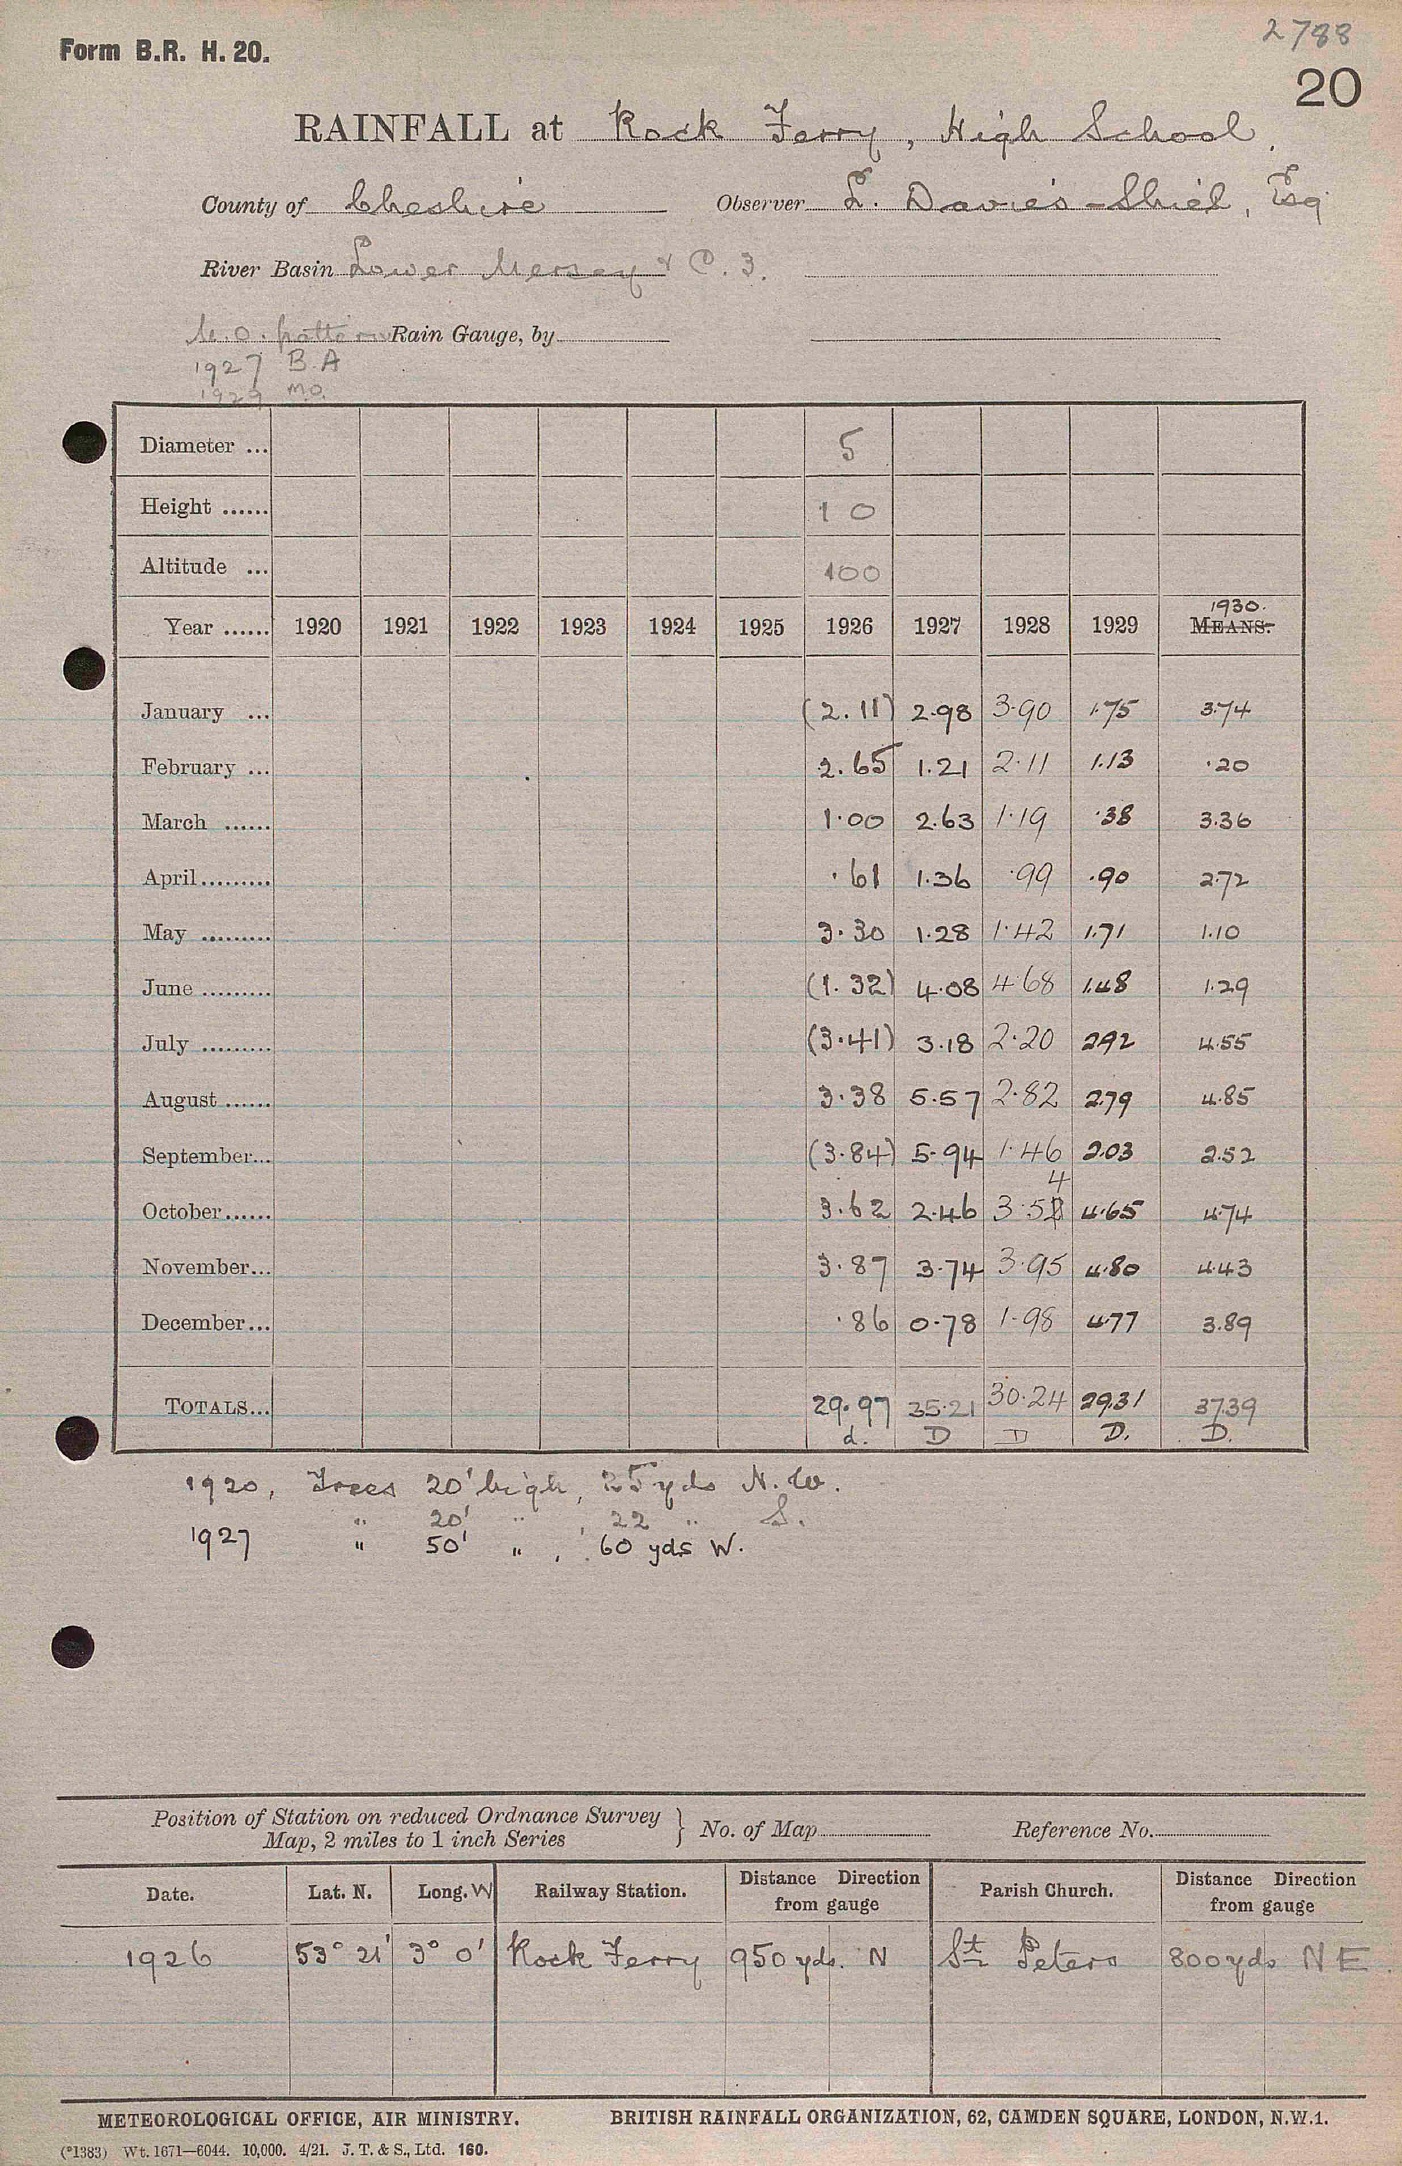 2788
Form B.R. H. 20.
20
RAINFALL at Rock Ferry, High School.
County of Cheshire Observer L. Davies-Shiel, Esq
River Basin Lower Mersey & C. 3.
M.O. pattern Rain Gauge, by
1927 B.A
1929 M.O.
Diameter ... 5
Height ...... 10
Altitude ... 100
1930.
Year ...... 1920 1921 1922 1923 1924 1925 1926 1927 1928 1929 MEANS.
January ... (2.11) 2.98 3.90 1.75 3.74
February ... 2.65 1.21 2.11 1.13 .20
March ...... 1.00 2.63 1.19 .38 3.36
April......... .61 1.36 .99 .90 2.72
May ......... 3.30 1.28 1.42 1.71 1.10
June ......... (1.32) 4.08 4.68 1.48 1.29
July ......... (3.41) 3.18 2.20 2.92 4.55
August ...... 3.38 5.57 2.82 2.79 4.85
September... (3.84) 5.94 1.46 2.03 2.52
4
October...... 3.62 2.46 3.52 4.65 4.74
November... 3.87 3.74 3.95 4.80 4.43
December... .86 0.78 1.98 4.77 3.89
TOTALS... 29.97 35.21 30.24 29.31 37.39
d. D D D. D.
1920, Trees 20' high, 25 yds N.W.
" 20' " , 22 " S.
1927 " 50' " , 60 yds W.
Position of Station on reduced Ordnance Survey
Map, 2 miles to 1 inch Series } No. of Map Reference No.
Date. Lat. N. Long. W Railway Station. Distance Direction from gauge Parish Church. Distance Direction from gauge
1926 53° 21' 3° 0' Rock Ferry 950 yds. N St Peters 800 yds NE.
METEOROLOGICAL OFFICE, AIR MINISTRY. BRITISH RAINFALL ORGANIZATION, 62, CAMDEN SQUARE, LONDON, N.W.1.
(*1383) Wt. 1671—6044. 10,000. 4/21. J. T. & S., Ltd. 160.